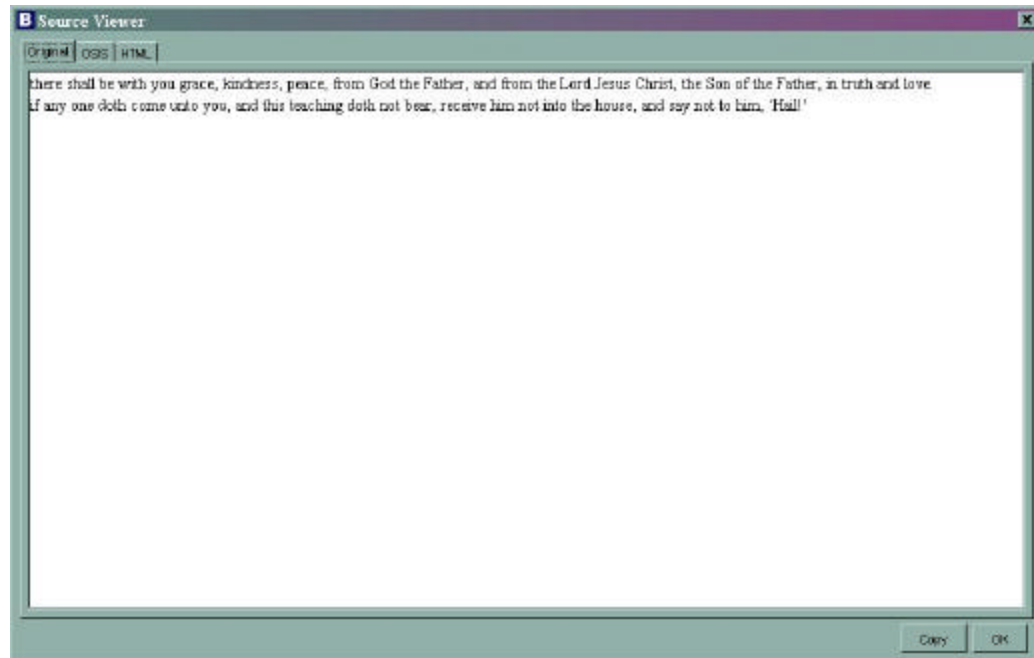 B Source Viewer
Original OSIS HTML
there shall be with you grace, kindness, peace, from God the Father, and from the Lord Jesus Christ, the Son of the Father, in truth and love
if any one doth come unto you, and this teaching doth not bear, receive him not into the house, and say not to him, 'Hail!'
Copy OK